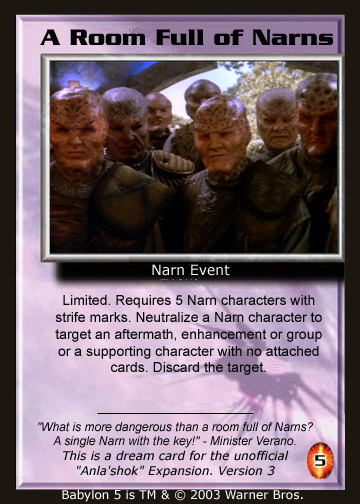 A Room Full of Narns
Narn Event
Limited. Requires 5 Narn characters with
strife marks. Neutralize a Narn character to
target an aftermath, enhancement or group
or a supporting character with no attached
cards. Discard the target.
"What is more dangerous than a room full of Narns?
A single Narn with the key!" - Minister Verano.
This is a dream card for the unofficial
"Anla'shok" Expansion. Version 3
5
Babylon 5 is TM & © 2003 Warner Bros.